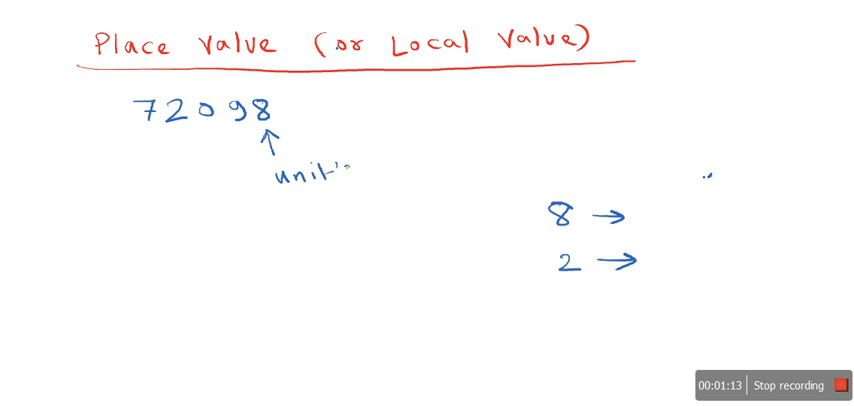 Place Value (or Local Value)
72098
↑
unit's
8 →
2 →
00:01:13 Stop recording